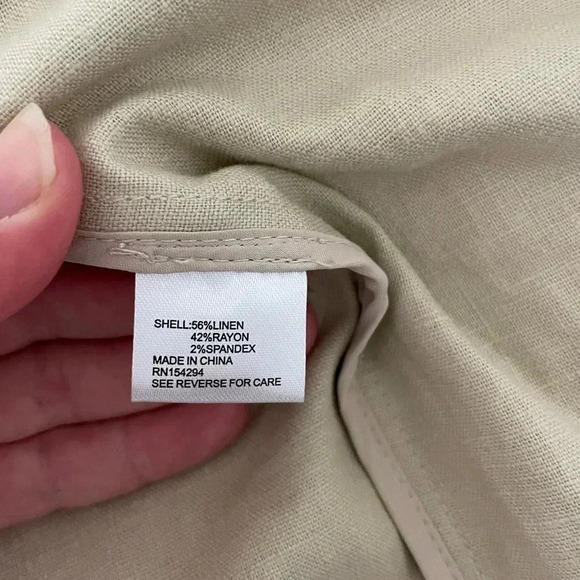 SHELL:56%LINEN
42%RAYON
2%SPANDEX
MADE IN CHINA
RN154294
SEE REVERSE FOR CARE